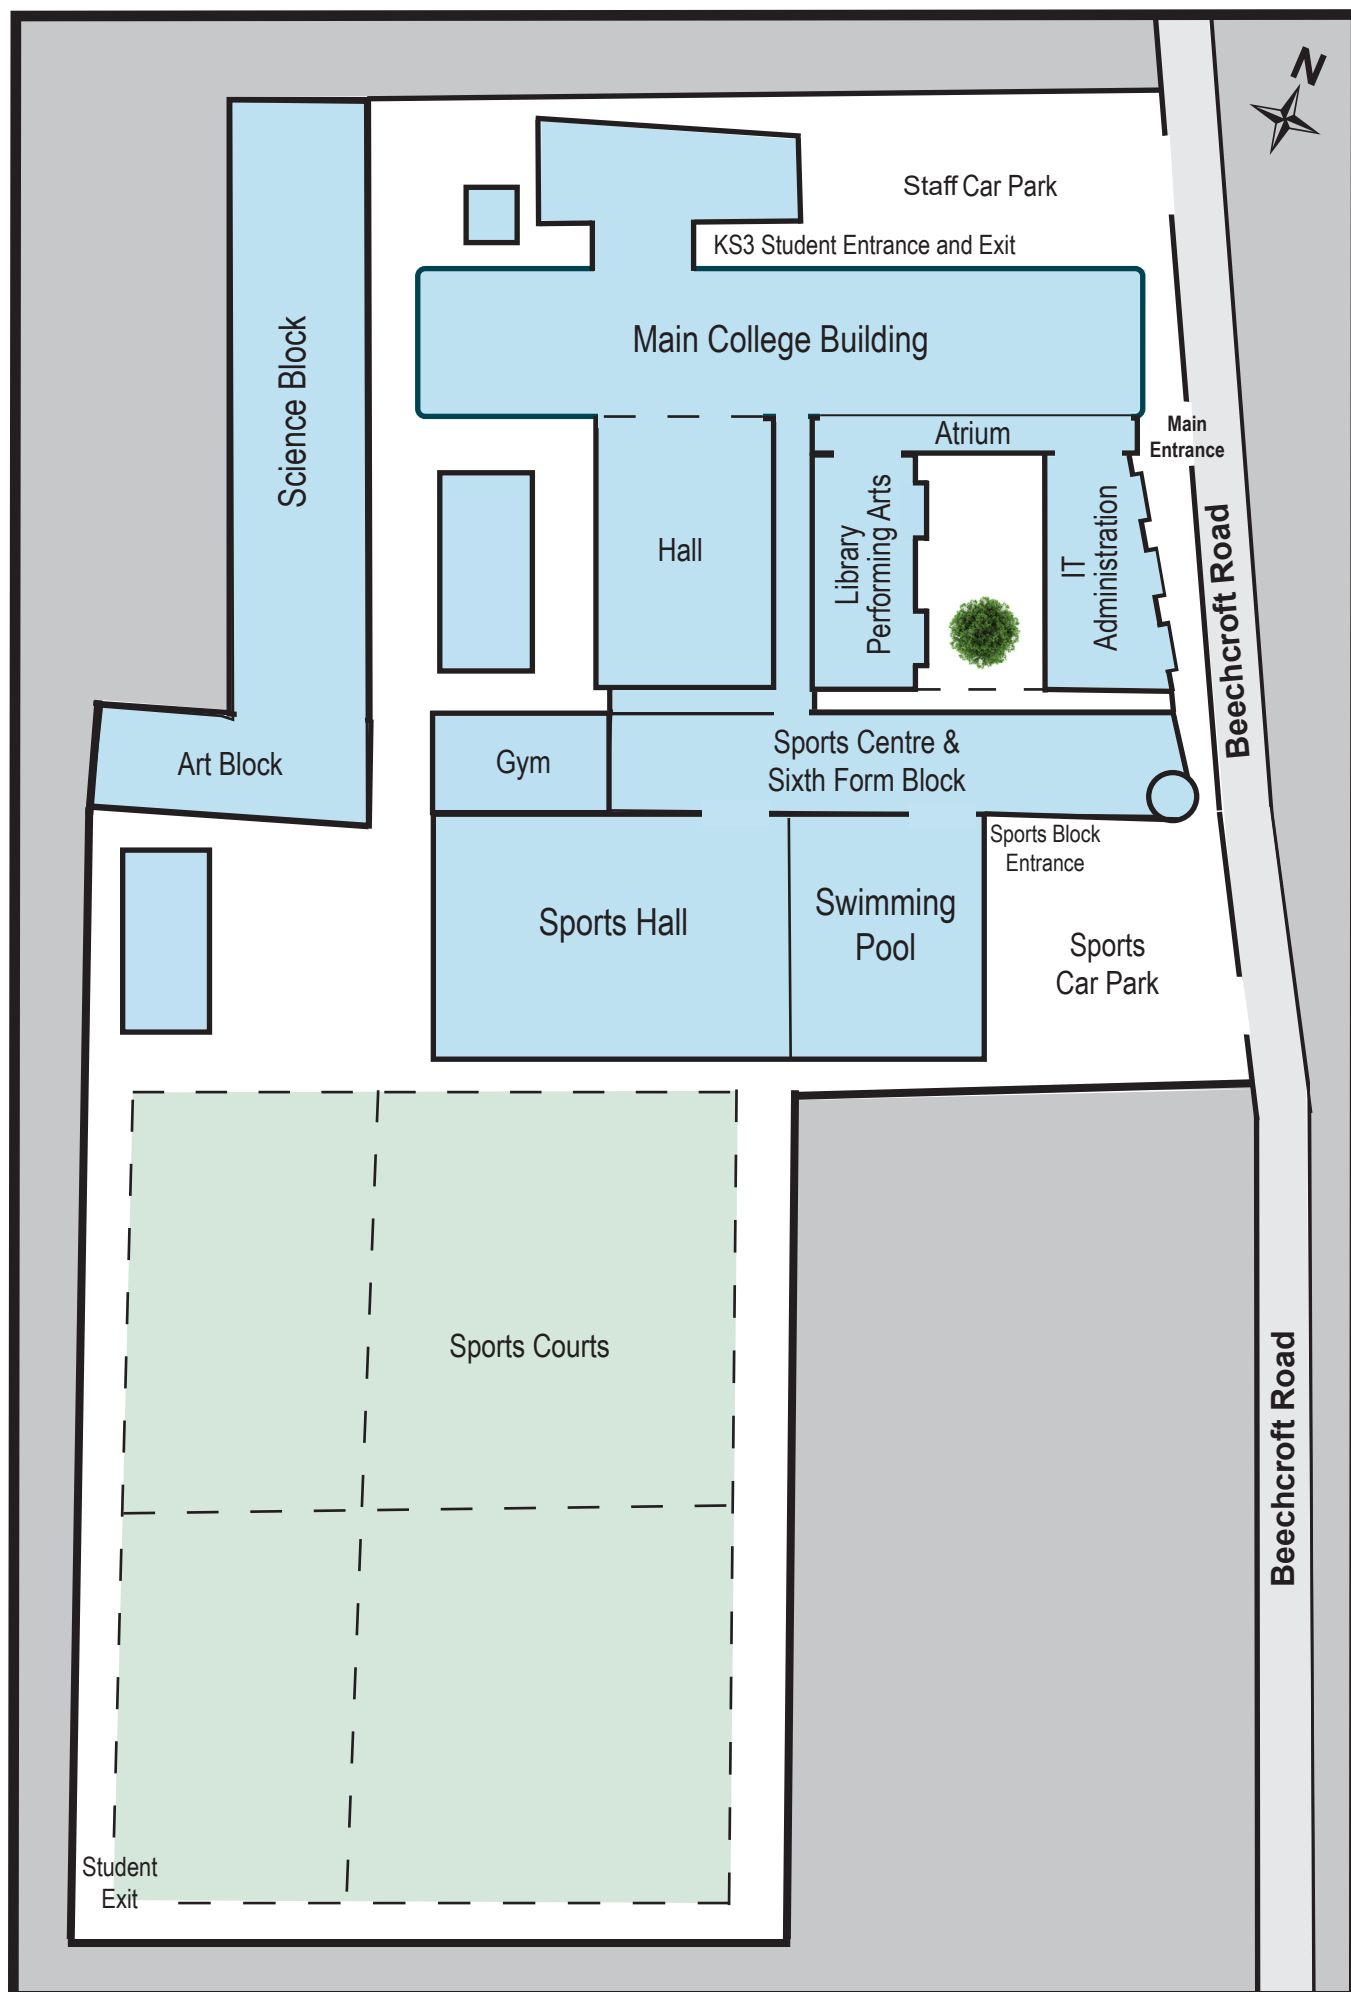 N
Staff Car Park
KS3 Student Entrance and Exit
Main College Building
Science Block
Main
Entrance
Atrium
Hall
Library
Performing Arts
IT
Administration
Beechcroft Road
Art Block
Gym
Sports Centre &
Sixth Form Block
Sports Block
Entrance
Sports Hall
Swimming
Pool
Sports
Car Park
Sports Courts
Beechcroft Road
Student
Exit